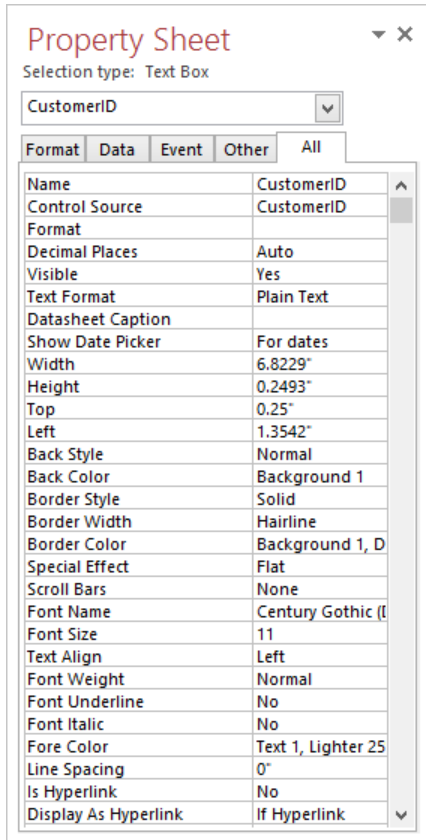 Property Sheet
Selection type: Text Box
CustomerID
Format Data Event Other All
Name CustomerID
Control Source CustomerID
Format
Decimal Places Auto
Visible Yes
Text Format Plain Text
Datasheet Caption
Show Date Picker For dates
Width 6.8229"
Height 0.2493"
Top 0.25"
Left 1.3542"
Back Style Normal
Back Color Background 1
Border Style Solid
Border Width Hairline
Border Color Background 1, D
Special Effect Flat
Scroll Bars None
Font Name Century Gothic (D
Font Size 11
Text Align Left
Font Weight Normal
Font Underline No
Font Italic No
Fore Color Text 1, Lighter 25
Line Spacing 0"
Is Hyperlink No
Display As Hyperlink If Hyperlink